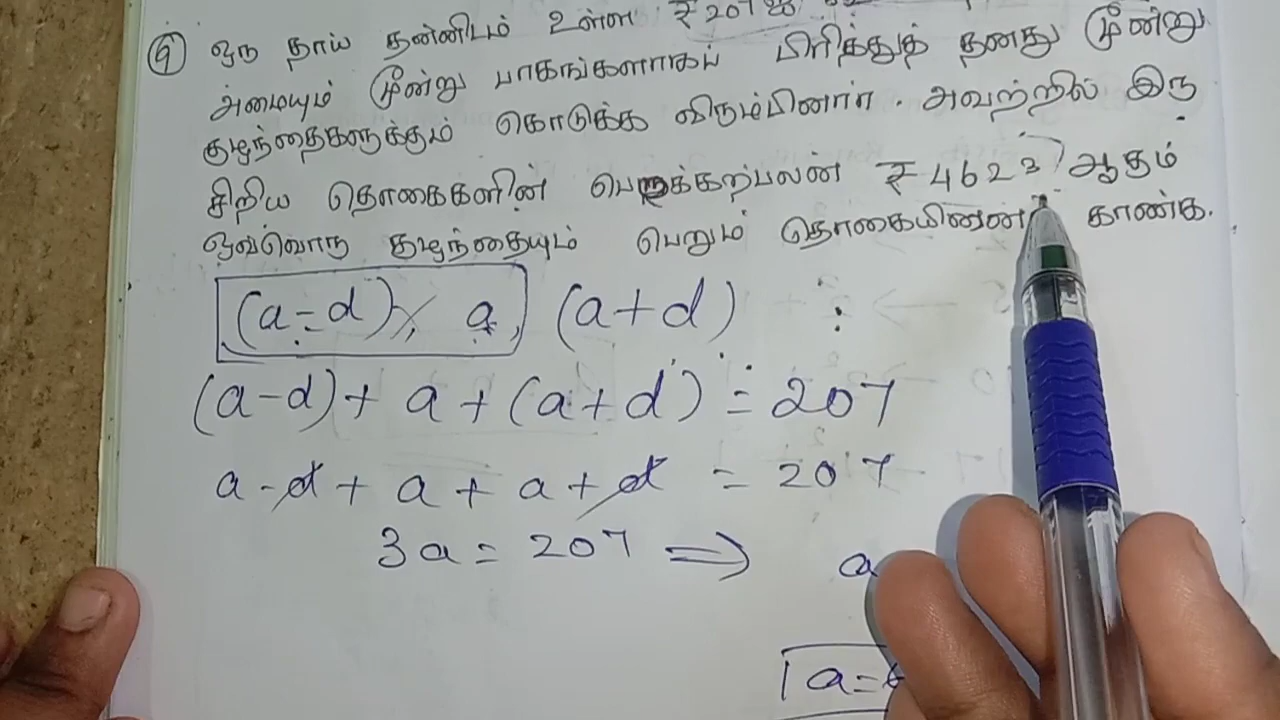 9 ஒரு தாய் தன்னிடம் உள்ள ₹207 ஐ
அமையும் மூன்று பாகங்களாகப் பிரித்துத் தனது மூன்று
குழந்தைகளுக்கும் கொடுக்க விரும்பினார். அவற்றில் இரு
சிறிய தொகைகளின் பெருக்கற்பலன் ₹4623 ஆகும்
ஒவ்வொரு குழந்தையும் பெறும் தொகையினை காண்க.
(a-d) × a, (a+d) :
(a-d) + a + (a+d) = 207
a-d + a + a+d = 207
3a = 207 ⇒ a
a=